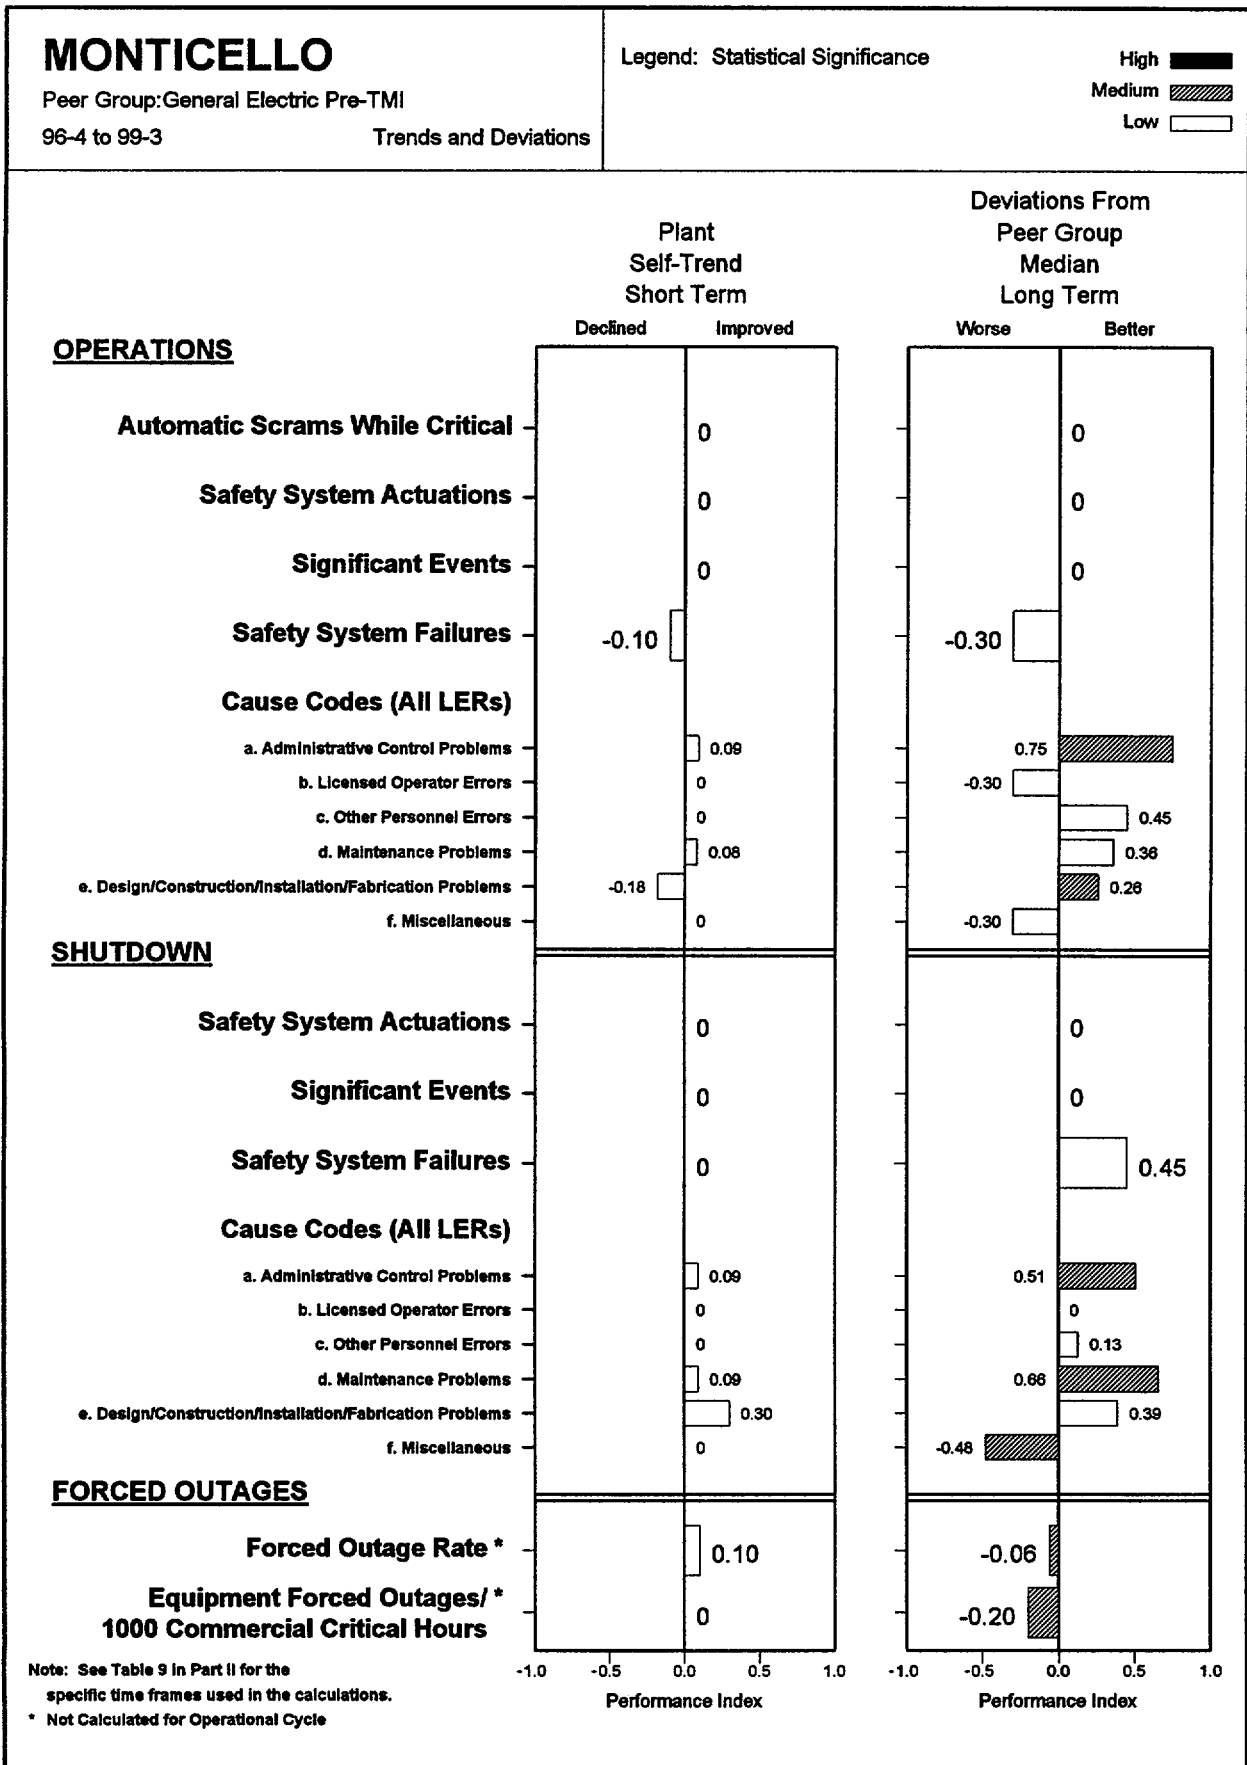 MONTICELLO
Peer Group:General Electric Pre-TMI
96-4 to 99-3 Trends and Deviations
Legend: Statistical Significance
High
Medium
Low
Plant
Self-Trend
Short Term
Deviations From
Peer Group
Median
Long Term
Declined Improved Worse Better
OPERATIONS
Automatic Scrams While Critical 0 0
Safety System Actuations 0 0
Significant Events 0 0
Safety System Failures -0.10 -0.30
Cause Codes (All LERs)
a. Administrative Control Problems 0.09 0.75
b. Licensed Operator Errors 0 -0.30
c. Other Personnel Errors 0 0.45
d. Maintenance Problems 0.08 0.36
e. Design/Construction/Installation/Fabrication Problems -0.18 0.26
f. Miscellaneous 0 -0.30
SHUTDOWN
Safety System Actuations 0 0
Significant Events 0 0
Safety System Failures 0 0.45
Cause Codes (All LERs)
a. Administrative Control Problems 0.09 0.51
b. Licensed Operator Errors 0 0
c. Other Personnel Errors 0 0.13
d. Maintenance Problems 0.09 0.66
e. Design/Construction/Installation/Fabrication Problems 0.30 0.39
f. Miscellaneous 0 -0.48
FORCED OUTAGES
Forced Outage Rate * 0.10 -0.06
Equipment Forced Outages/ *
1000 Commercial Critical Hours 0 -0.20
-1.0 -0.5 0.0 0.5 1.0 -1.0 -0.5 0.0 0.5 1.0
Performance Index Performance Index
Note: See Table 9 in Part II for the
specific time frames used in the calculations.
* Not Calculated for Operational Cycle